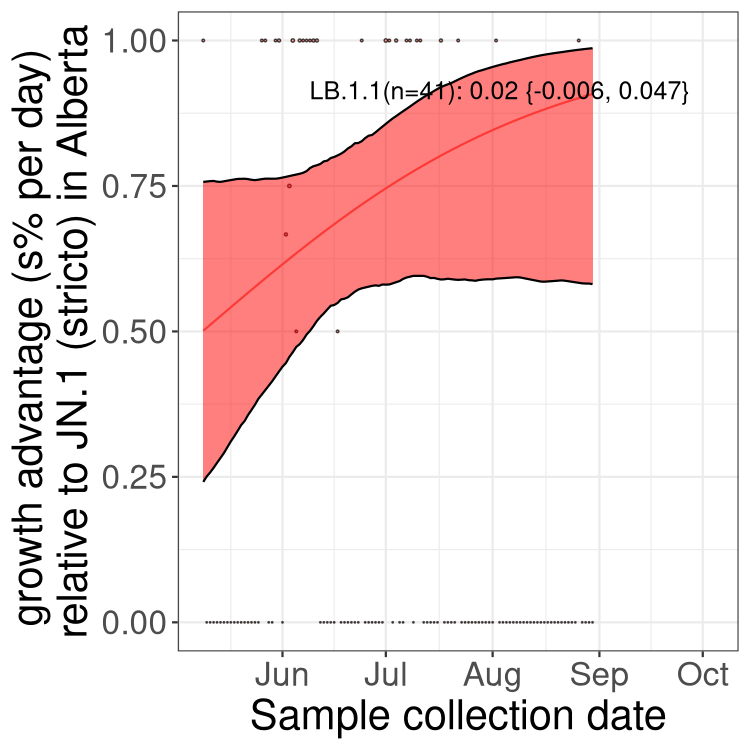 growth advantage (s% per day)
relative to JN.1 (stricto) in Alberta
1.00
0.75
0.50
0.25
0.00
LB.1.1(n=41): 0.02 {-0.006, 0.047}
Jun Jul Aug Sep Oct
Sample collection date